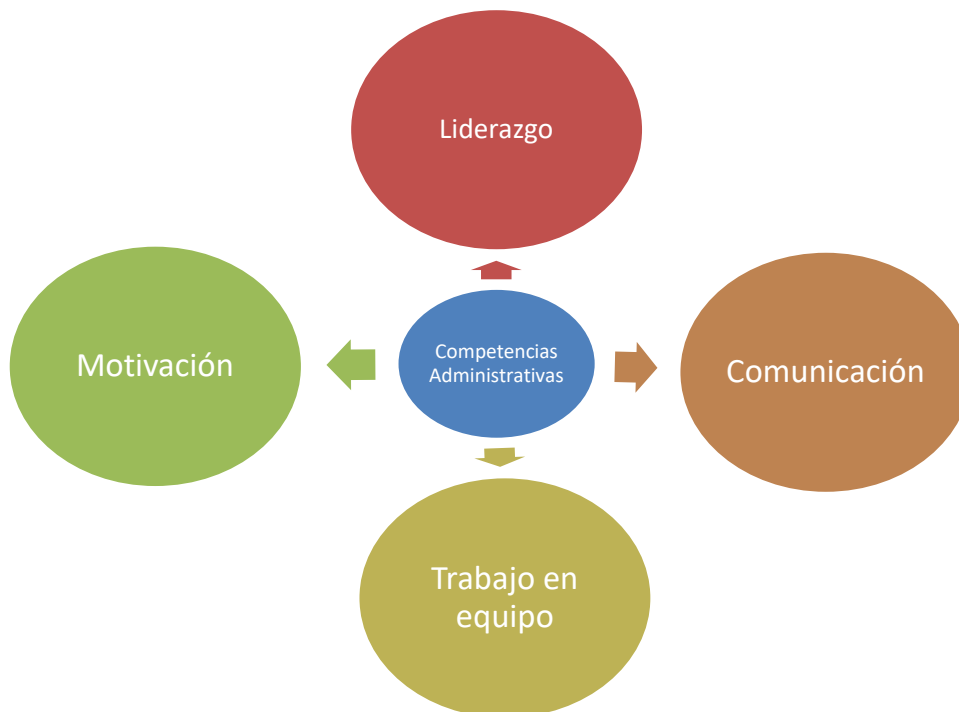 Liderazgo
Motivación
Competencias
Administrativas
Comunicación
Trabajo en
equipo